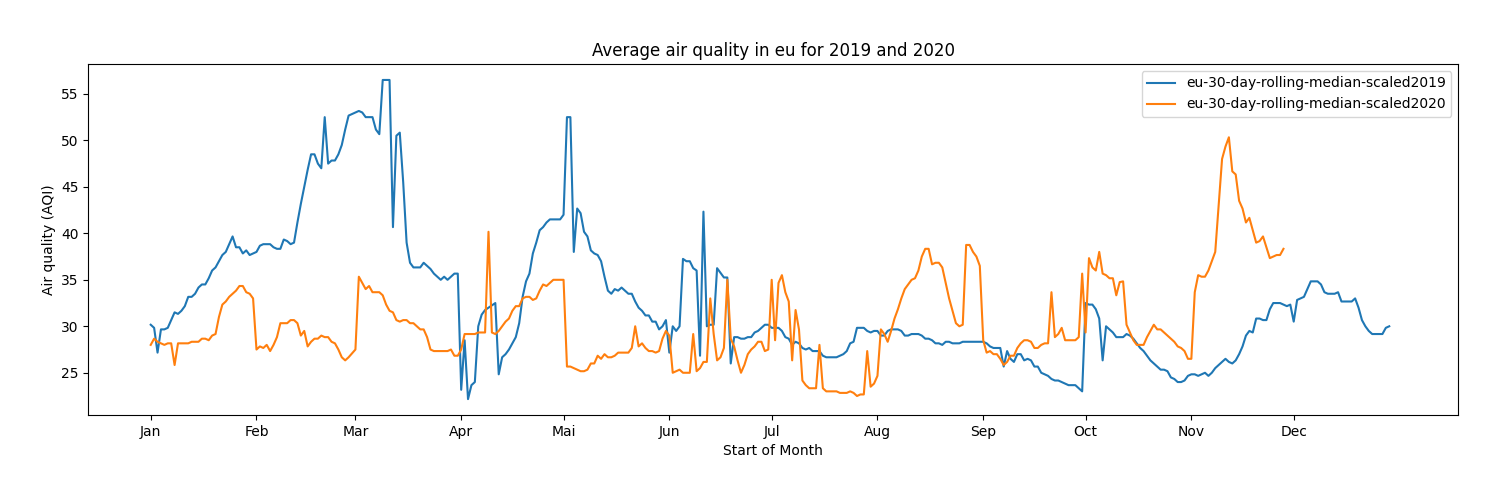 Average air quality in eu for 2019 and 2020
eu-30-day-rolling-median-scaled2019
eu-30-day-rolling-median-scaled2020
Air quality (AQI)
55
50
45
40
35
30
25
Jan Feb Mar Apr Mai Jun Jul Aug Sep Oct Nov Dec
Start of Month